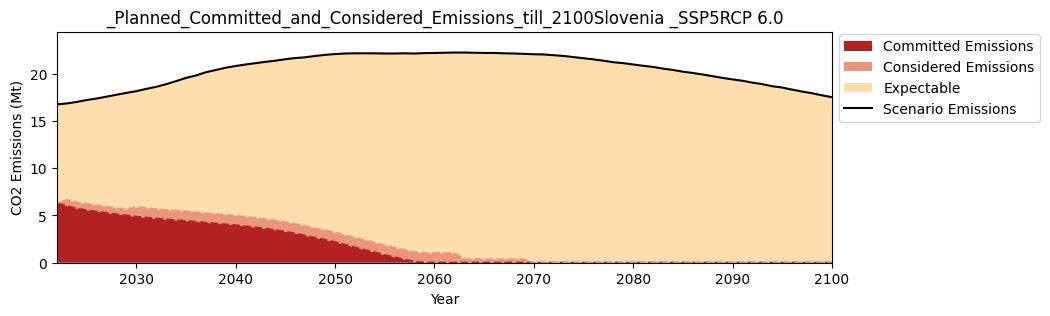 _Planned_Committed_and_Considered_Emissions_till_2100Slovenia _SSP5RCP 6.0
Committed Emissions
Considered Emissions
Expectable
Scenario Emissions
CO2 Emissions (Mt)
20
15
10
5
0
2030 2040 2050 2060 2070 2080 2090 2100
Year